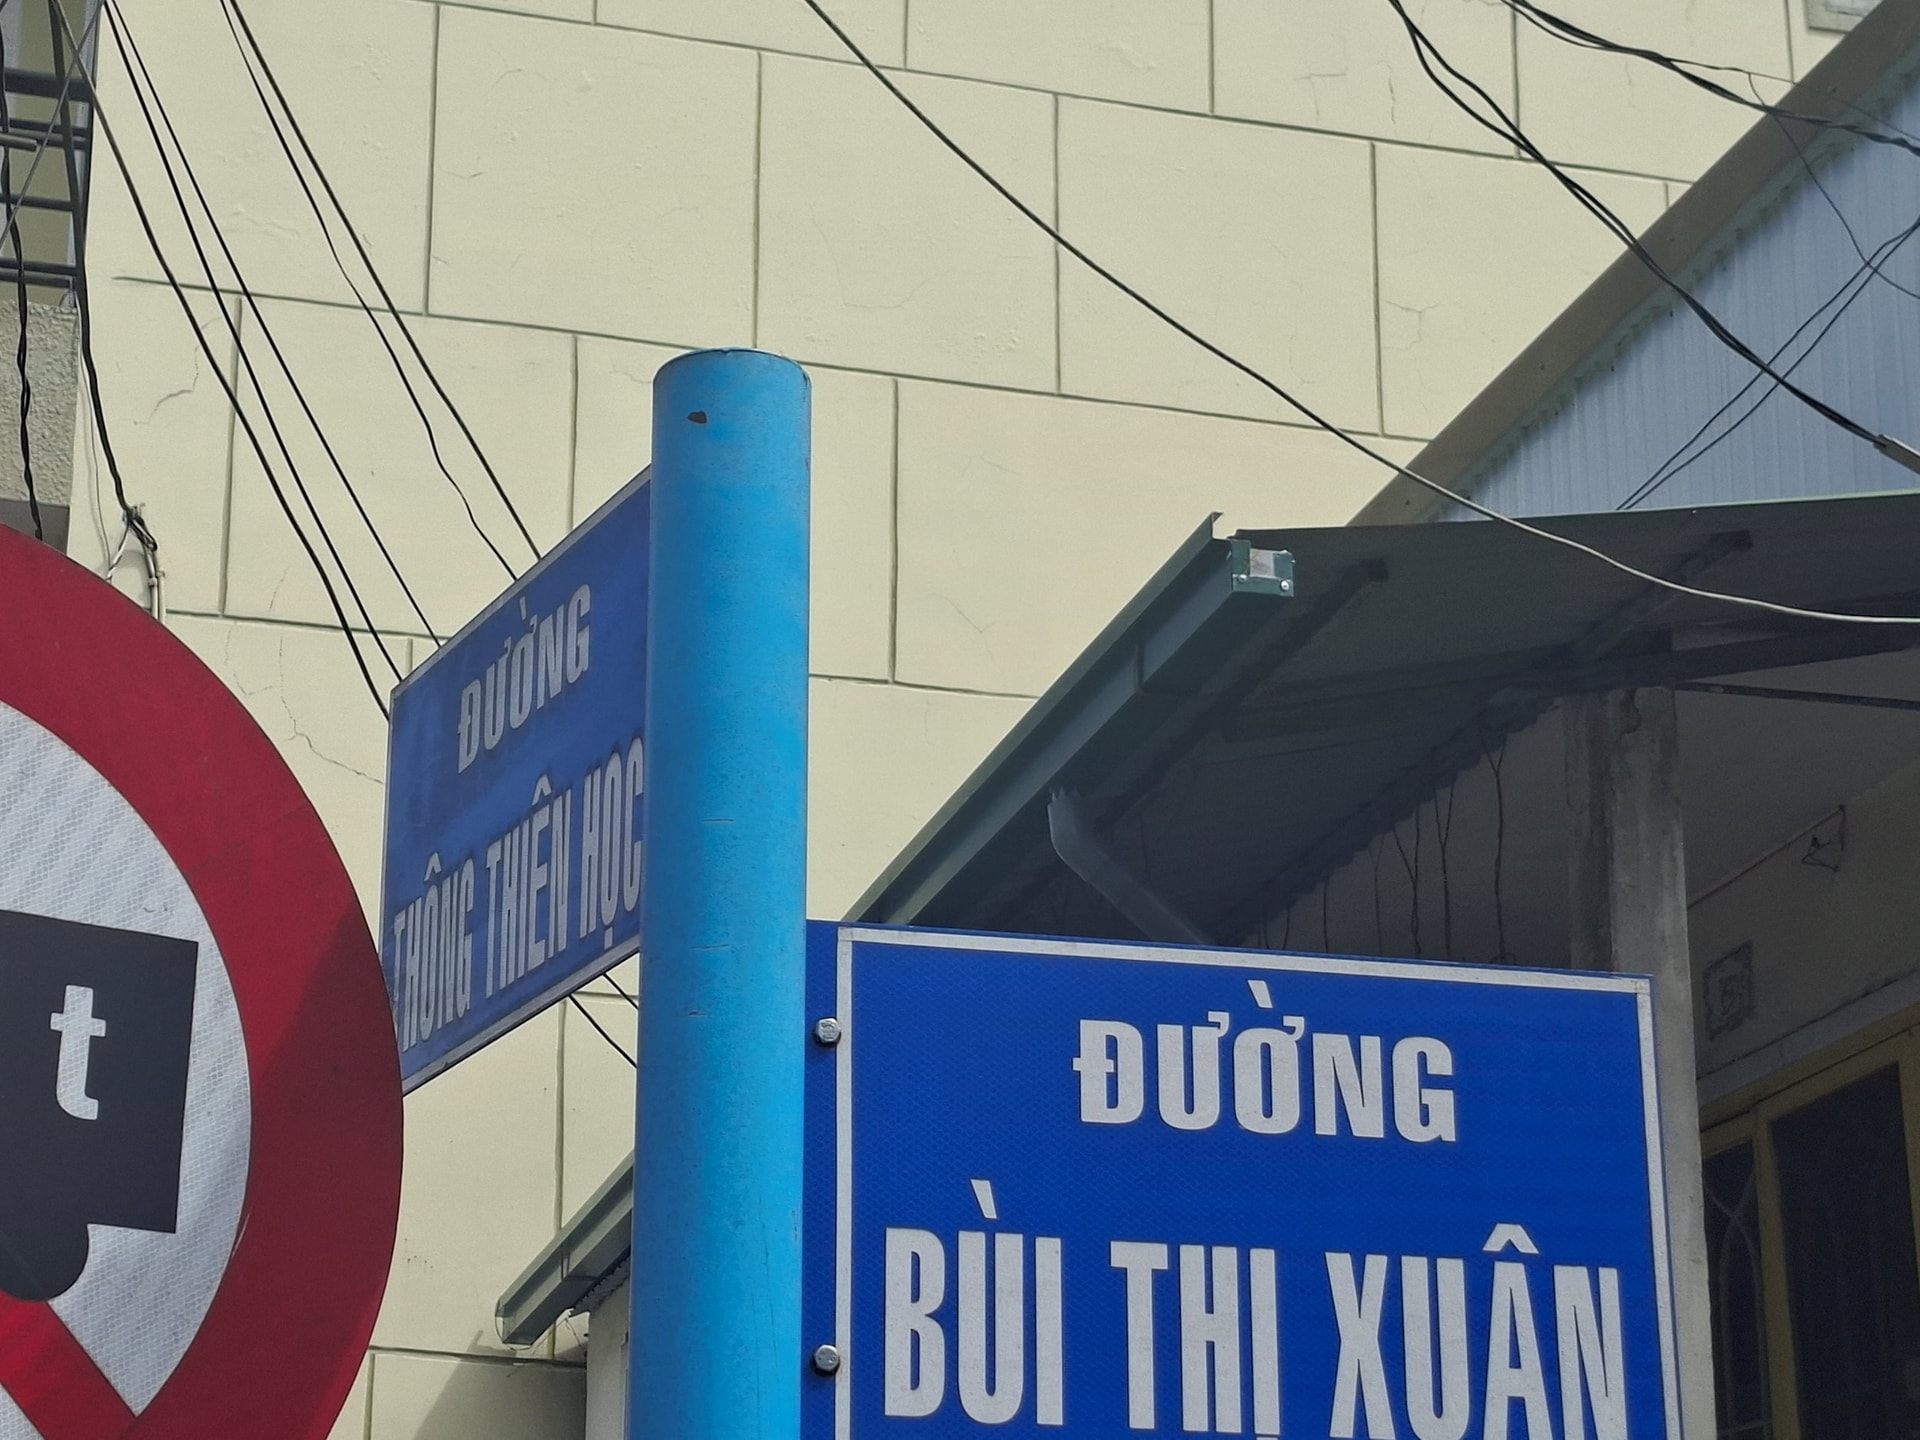 ĐƯỜNG
THÔNG THIÊN HỌC
t
ĐƯỜNG
BÙI THỊ XUÂN